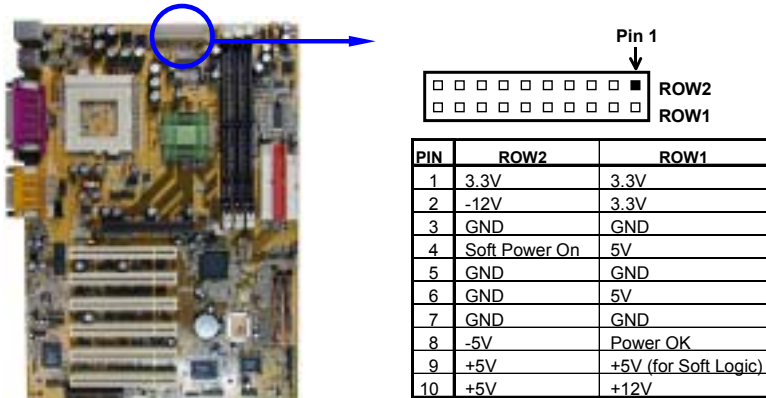 Pin 1
ROW2
ROW1
PIN ROW2 ROW1
1 3.3V 3.3V
2 -12V 3.3V
3 GND GND
4 Soft Power On 5V
5 GND GND
6 GND 5V
7 GND GND
8 -5V Power OK
9 +5V +5V (for Soft Logic)
10 +5V +12V